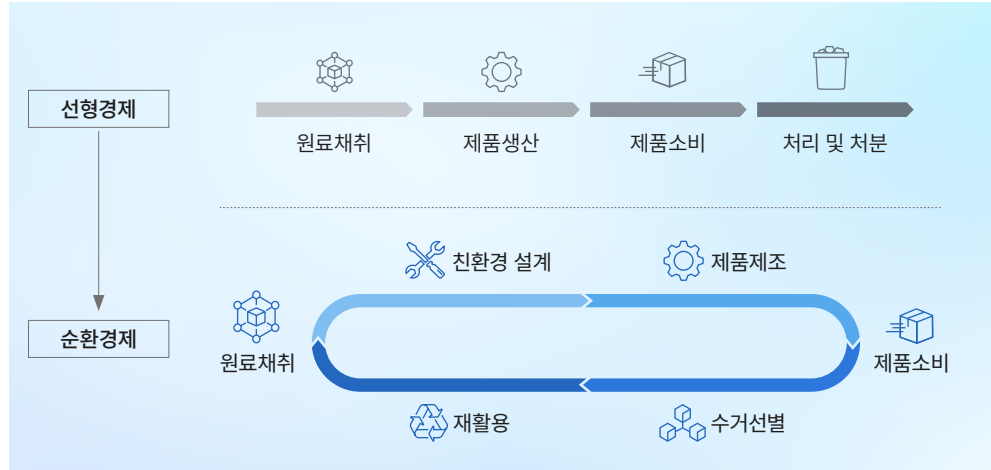 선형경제
원료채취
제품생산
제품소비
처리 및 처분
친환경 설계
제품제조
순환경제
원료채취
제품소비
재활용
수거선별